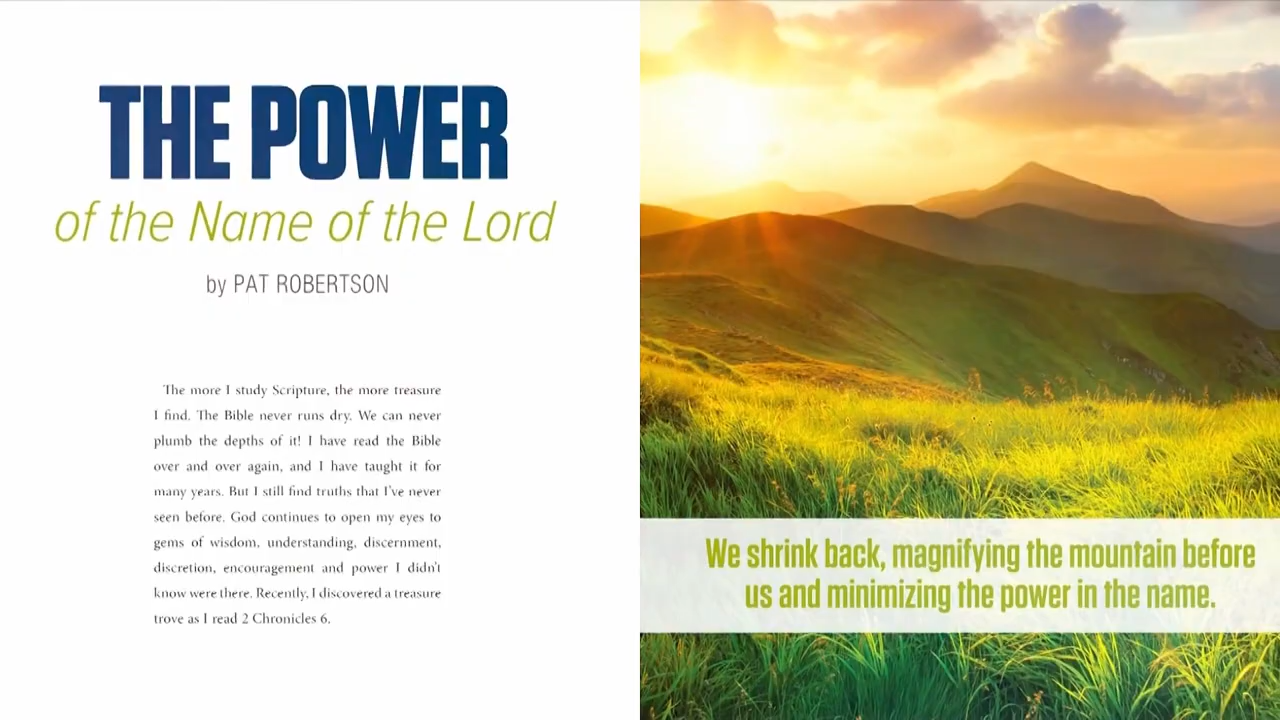 THE POWER
of the Name of the Lord
by PAT ROBERTSON
The more I study Scripture, the more treasure
I find. The Bible never runs dry. We can never
plumb the depths of it! I have read the Bible
over and over again, and I have taught it for
many years. But I still find truths that I've never
seen before. God continues to open my eyes to
gems of wisdom, understanding, discernment,
discretion, encouragement and power I didn't
know were there. Recently, I discovered a treasure
trove as I read 2 Chronicles 6.
We shrink back, magnifying the mountain before
us and minimizing the power in the name.